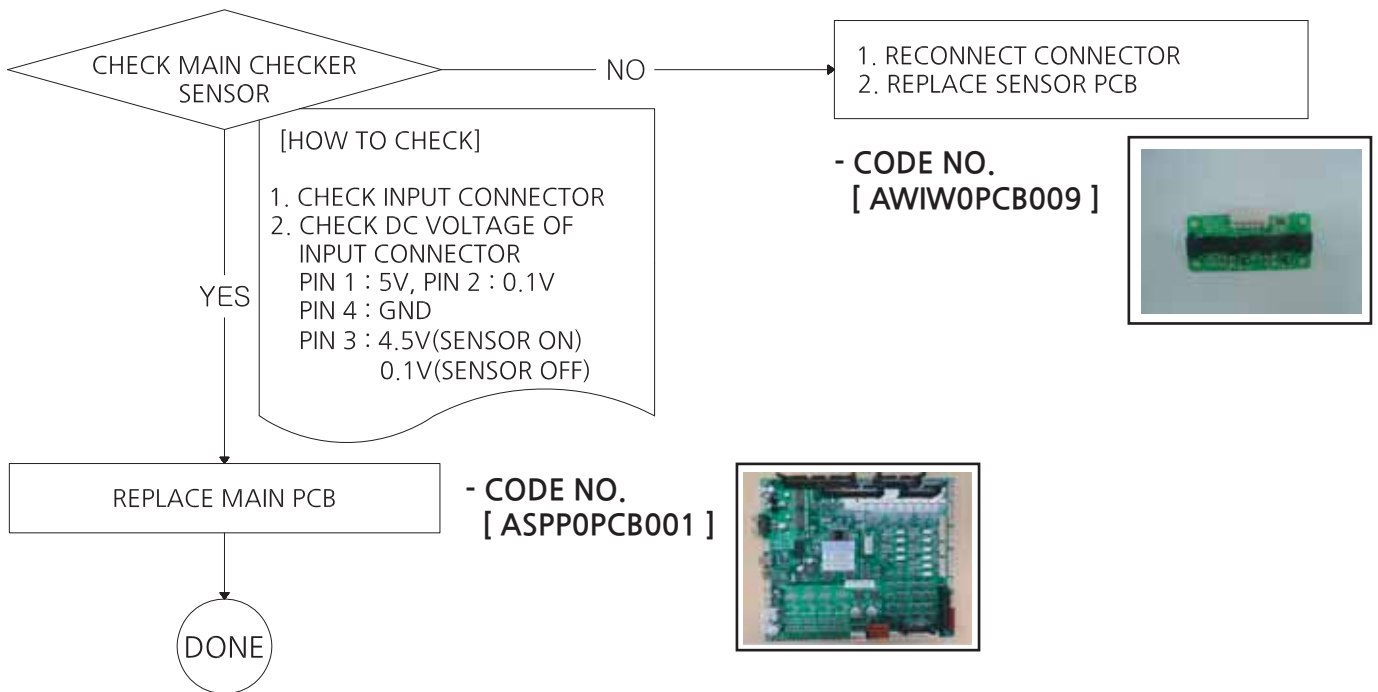 CHECK MAIN CHECKER
SENSOR
NO
1. RECONNECT CONNECTOR
2. REPLACE SENSOR PCB
- CODE NO.
[ AWIW0PCB009 ]
[HOW TO CHECK]
1. CHECK INPUT CONNECTOR
2. CHECK DC VOLTAGE OF
INPUT CONNECTOR
PIN 1 : 5V, PIN 2 : 0.1V
PIN 4 : GND
PIN 3 : 4.5V(SENSOR ON)
0.1V(SENSOR OFF)
YES
REPLACE MAIN PCB
- CODE NO.
[ ASPP0PCB001 ]
DONE